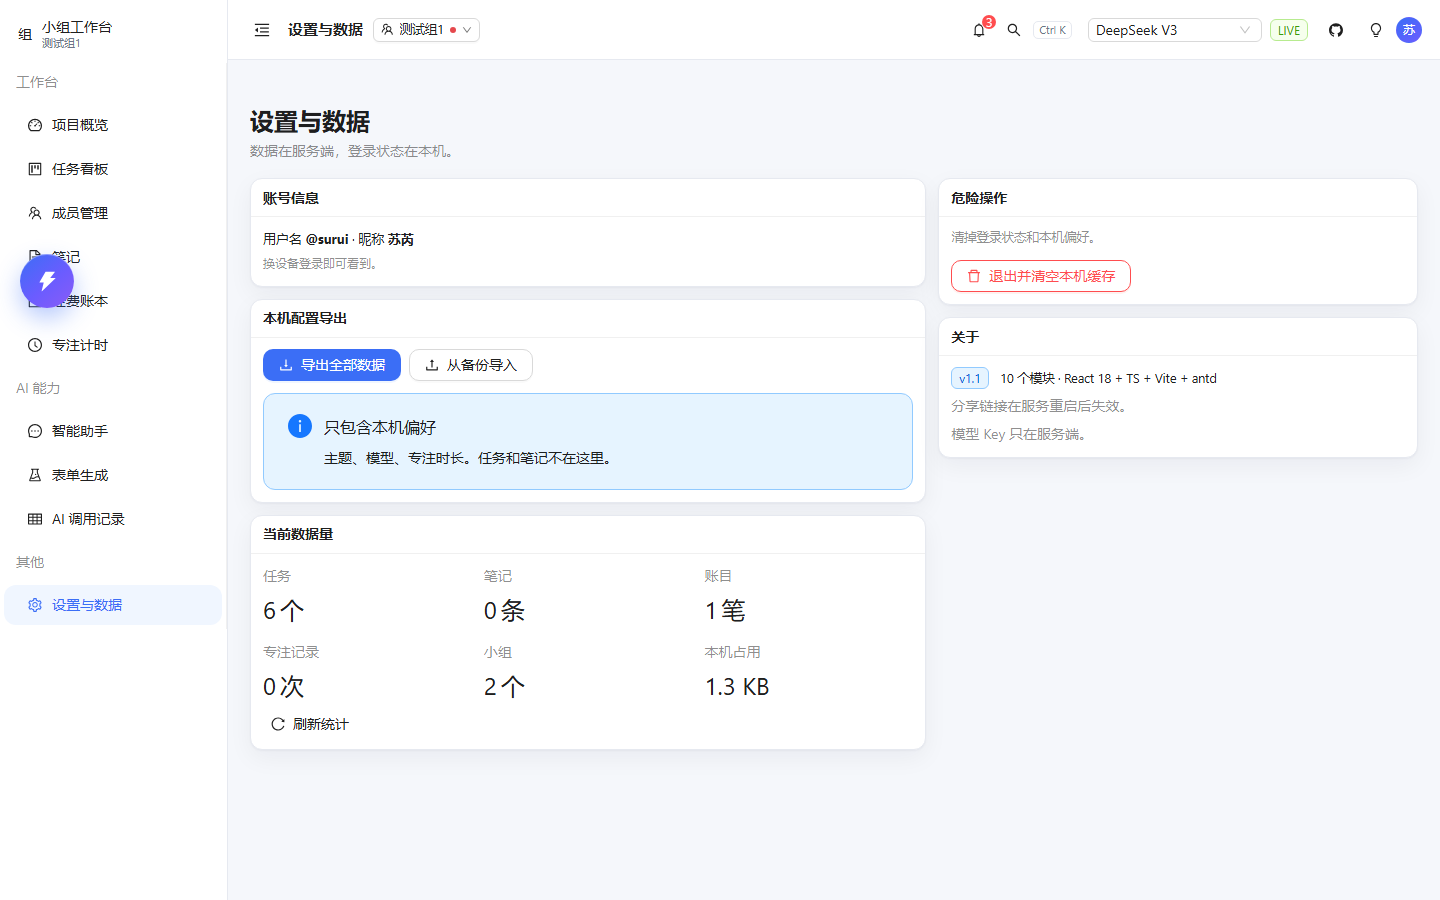 组 小组工作台
测试组1
工作台
项目概览
任务看板
成员管理
笔记
费账本
专注计时
AI 能力
智能助手
表单生成
AI 调用记录
其他
设置与数据
设置与数据 测试组1 3 Ctrl K DeepSeek V3 LIVE 苏
设置与数据
数据在服务端，登录状态在本机。
账号信息
用户名 @surui · 昵称 苏芮
换设备登录即可看到。
本机配置导出
导出全部数据 从备份导入
只包含本机偏好
主题、模型、专注时长。任务和笔记不在这里。
当前数据量
任务 笔记 账目
6 个 0 条 1 笔
专注记录 小组 本机占用
0 次 2 个 1.3 KB
刷新统计
危险操作
清掉登录状态和本机偏好。
退出并清空本机缓存
关于
v1.1 10 个模块 · React 18 + TS + Vite + antd
分享链接在服务重启后失效。
模型 Key 只在服务端。